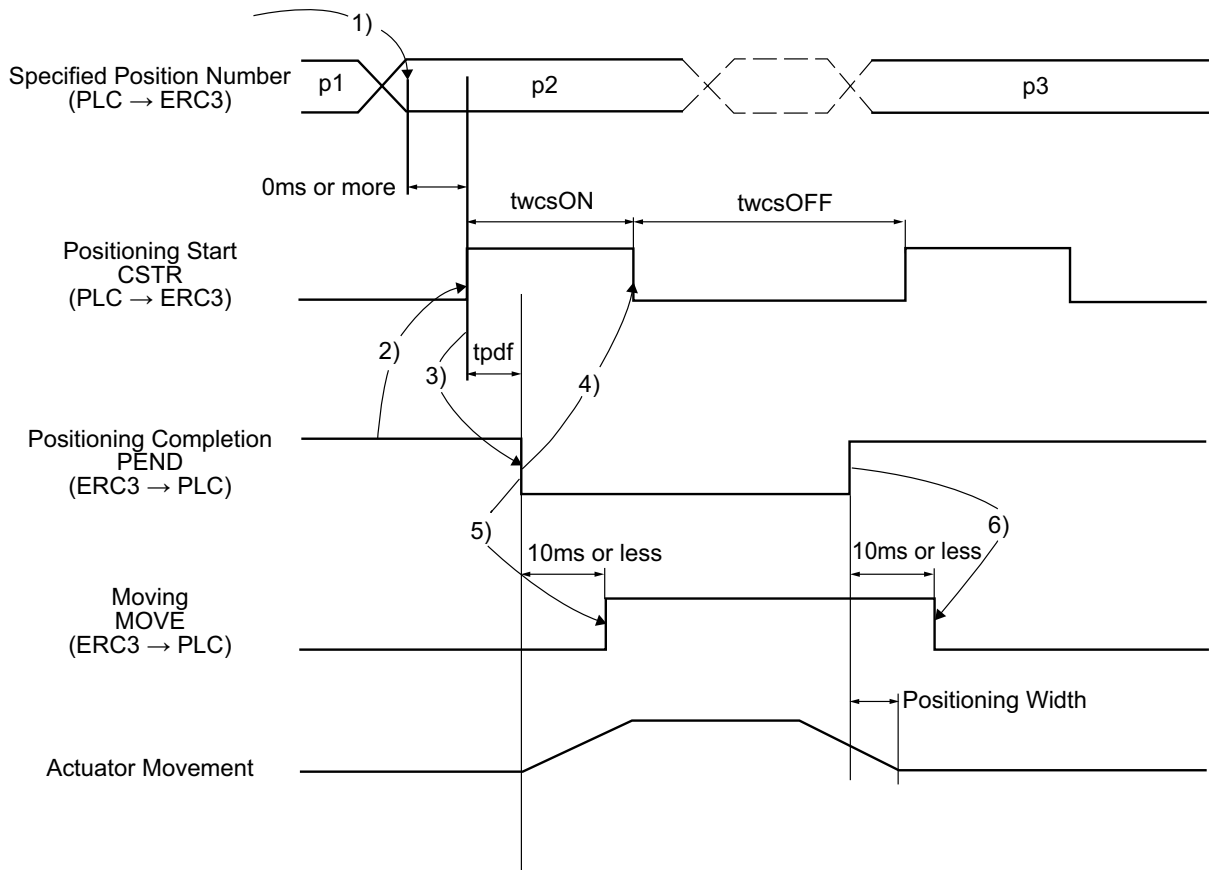 1)
Specified Position Number
(PLC → ERC3)
p1
p2
p3
0ms or more
twcsON
twcsOFF
Positioning Start
CSTR
(PLC → ERC3)
2)
3)
tpdf
4)
Positioning Completion
PEND
(ERC3 → PLC)
5)
10ms or less
6)
10ms or less
Moving
MOVE
(ERC3 → PLC)
Positioning Width
Actuator Movement